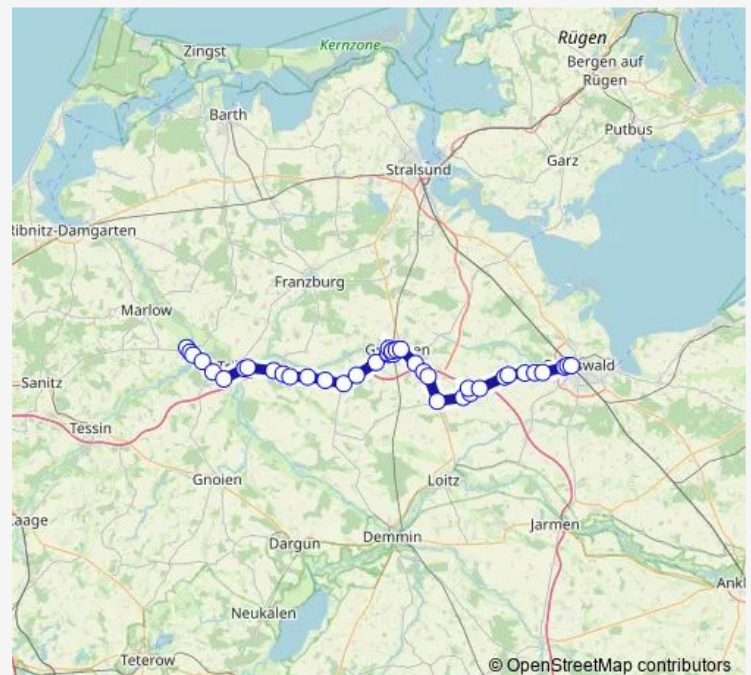 Zingst
Kernzone
Rügen
Bergen auf
Rügen
Barth
Putbus
Stralsund
Garz
Ribnitz-Damgarten
Franzburg
Marlow
Sanitz
Tessin
Gnoien
Loitz
aage
Jarmen
Dargun
Demmin
Ankl
Neukalen
Teterow
© OpenStreetMap contributors